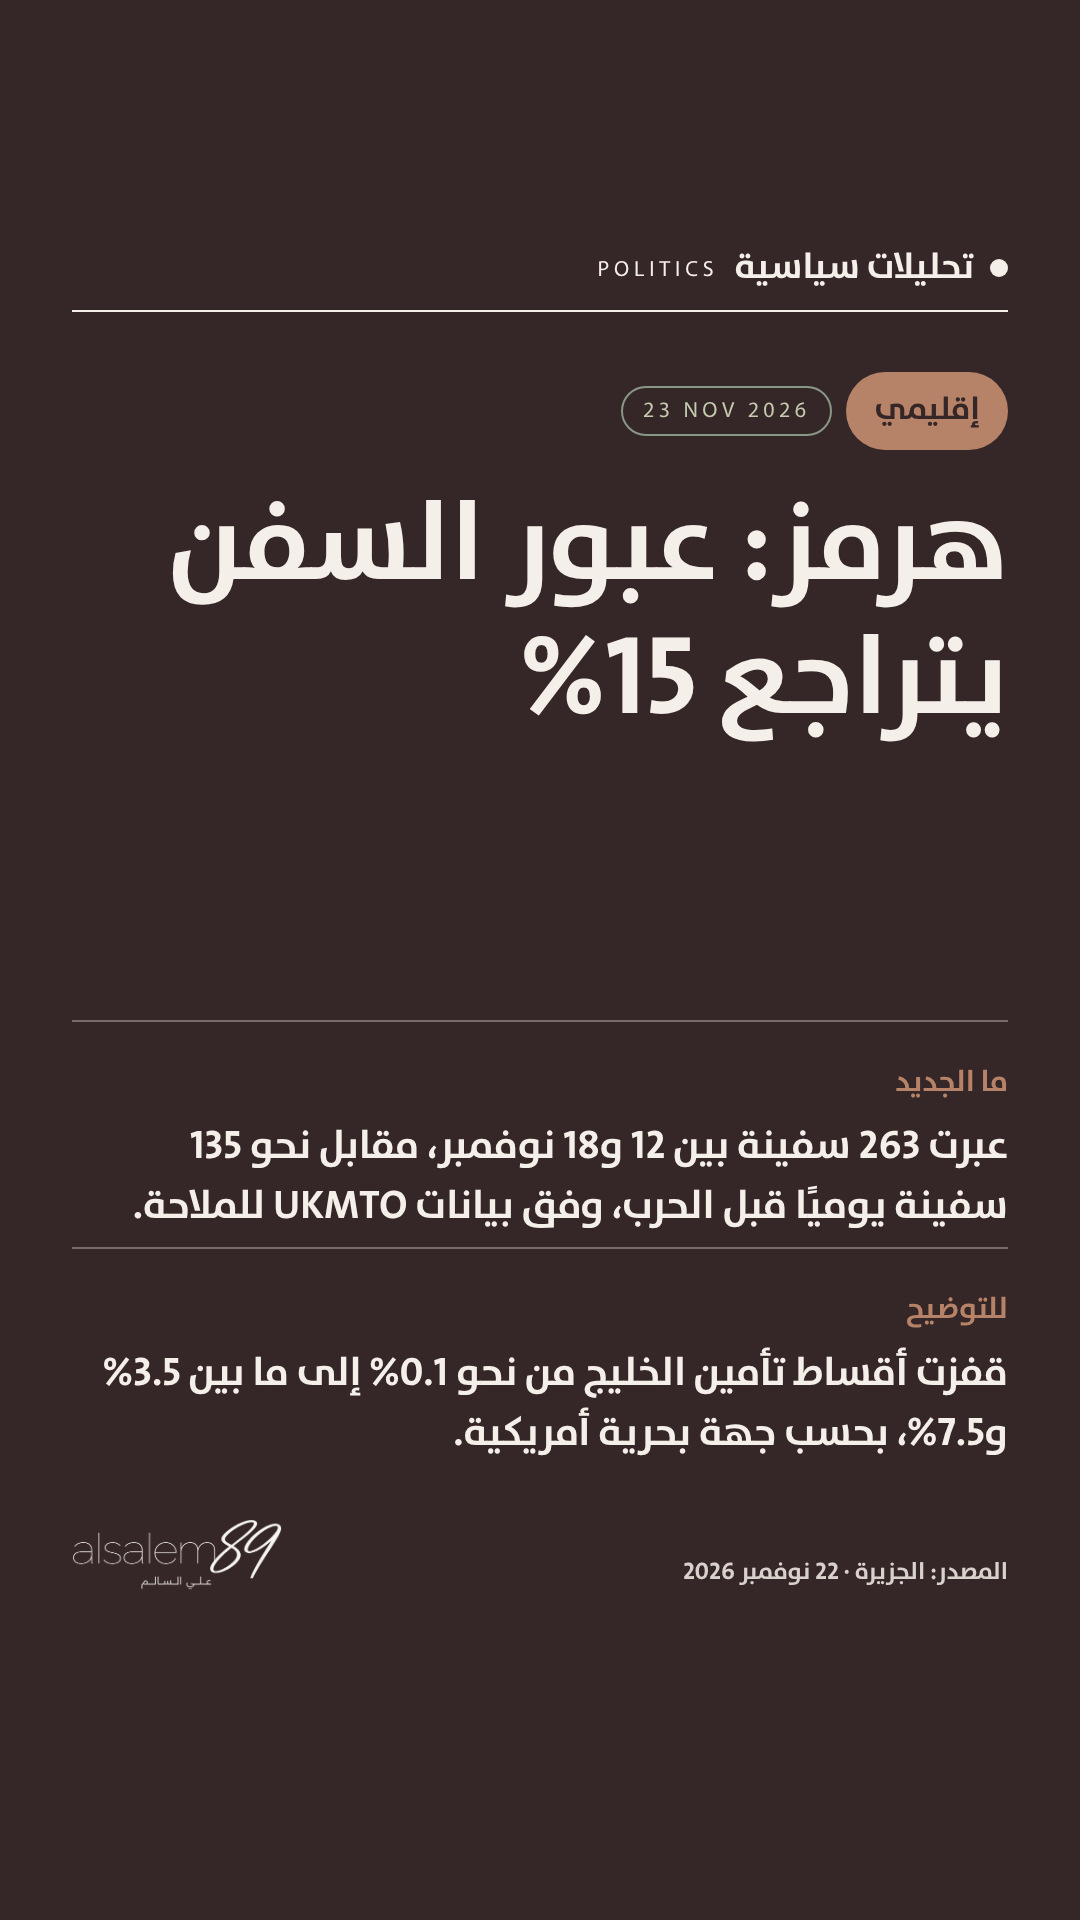 تحليلات سياسية POLITICS
إقليمي 23 NOV 2026
هرمز: عبور السفن
يتراجع 15%
ما الجديد
عبرت 263 سفينة بين 12 و18 نوفمبر، مقابل نحو 135
سفينة يوميًا قبل الحرب، وفق بيانات UKMTO للملاحة.
للتوضيح
قفزت أقساط تأمين الخليج من نحو 0.1% إلى ما بين 3.5%
و7.5%، بحسب جهة بحرية أمريكية.
المصدر: الجزيرة · 22 نوفمبر 2026
alsalem89
علي السالم